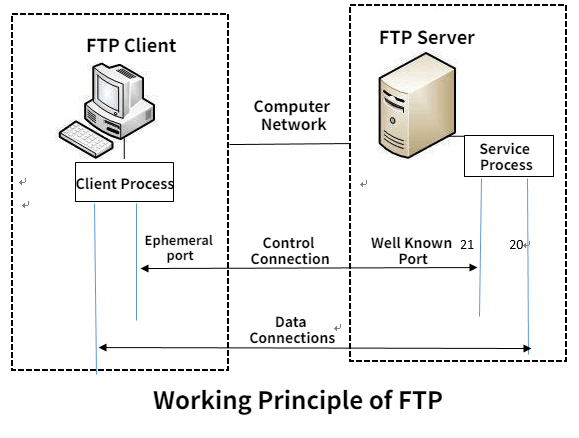 FTP Client
FTP Server
Computer
Network
Service
Process
Client Process
↵
↵
↵
Ephemeral
port
Control
Connection
Well Known
Port
21
20↵
Data
Connections
↵
Working Principle of FTP